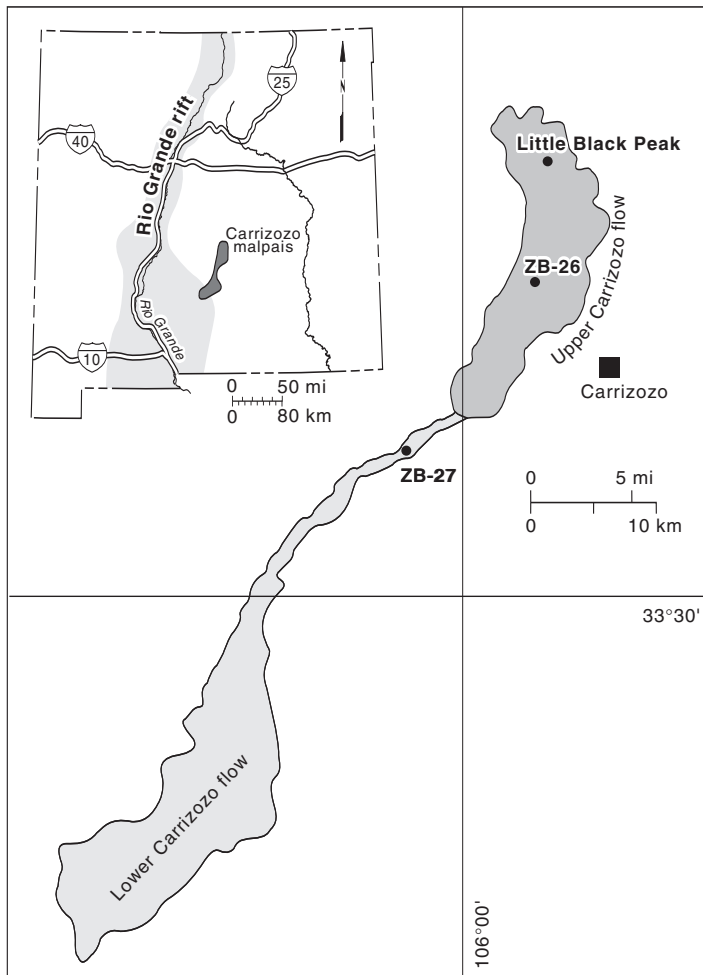 25
N
40
Rio Grande rift
Carrizozo
malpais
Rio Grande
10
0 50 mi
0 80 km
Little Black Peak
ZB-26
Upper Carrizozo flow
Carrizozo
ZB-27
0 5 mi
0 10 km
33°30'
Lower Carrizozo flow
106°00'